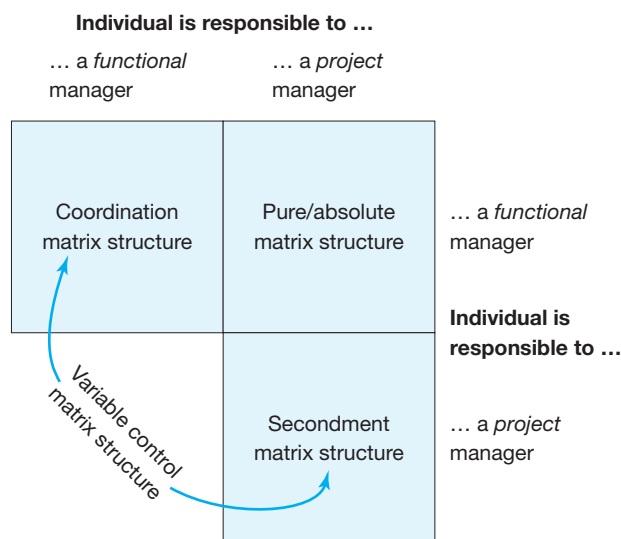 Individual is responsible to …
… a functional
manager
… a project
manager
Coordination
matrix structure
Pure/absolute
matrix structure
… a functional
manager
Individual is
responsible to …
Variable control
matrix structure
Secondment
matrix structure
… a project
manager